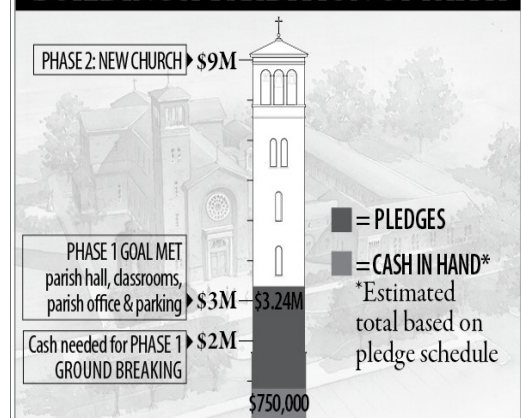 PHASE 2: NEW CHURCH
$9M
= PLEDGES
= CASH IN HAND*
*Estimated
total based on
pledge schedule
PHASE 1 GOAL MET
parish hall, classrooms,
parish office & parking
$3M
$3.24M
Cash needed for PHASE 1
GROUND BREAKING
$2M
$750,000